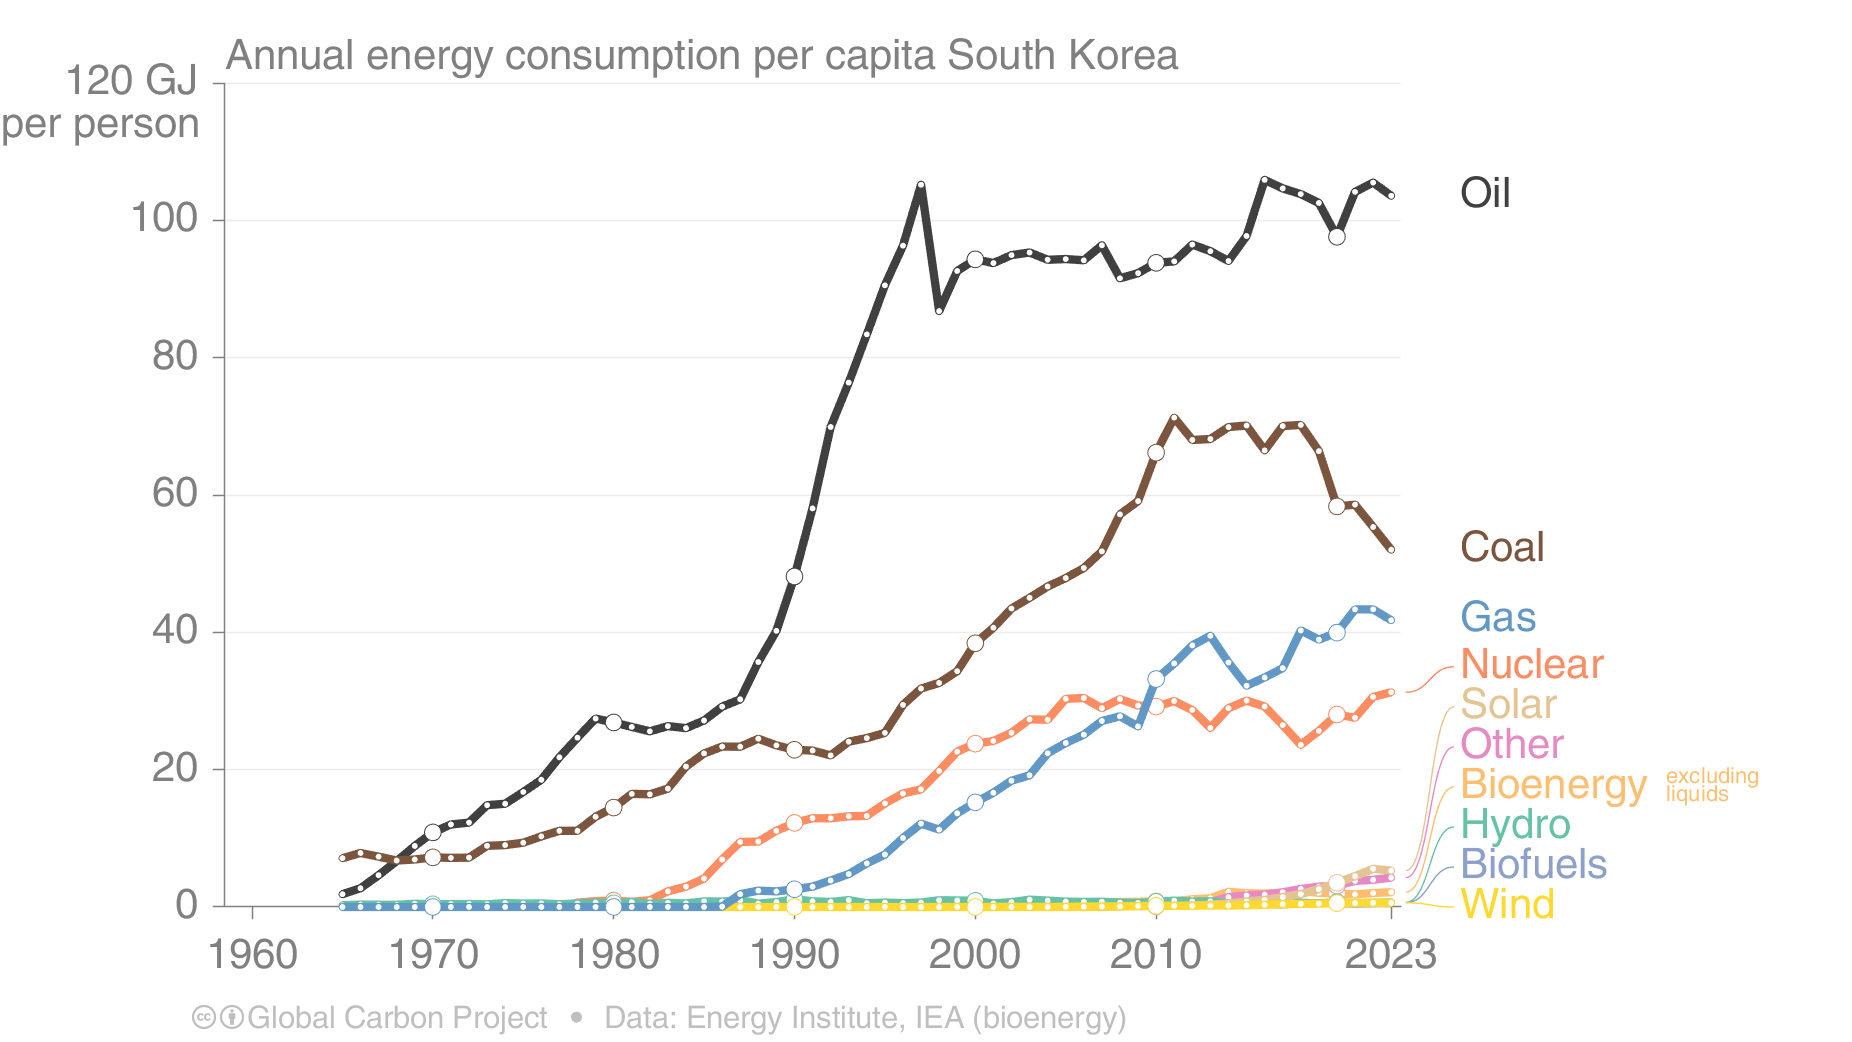 Annual energy consumption per capita South Korea
120 GJ
per person
100
80
60
40
20
0
1960
1970
1980
1990
2000
2010
2023
Oil
Coal
Gas
Nuclear
Solar
Other
Bioenergy excluding
liquids
Hydro
Biofuels
Wind
cc Global Carbon Project • Data: Energy Institute, IEA (bioenergy)